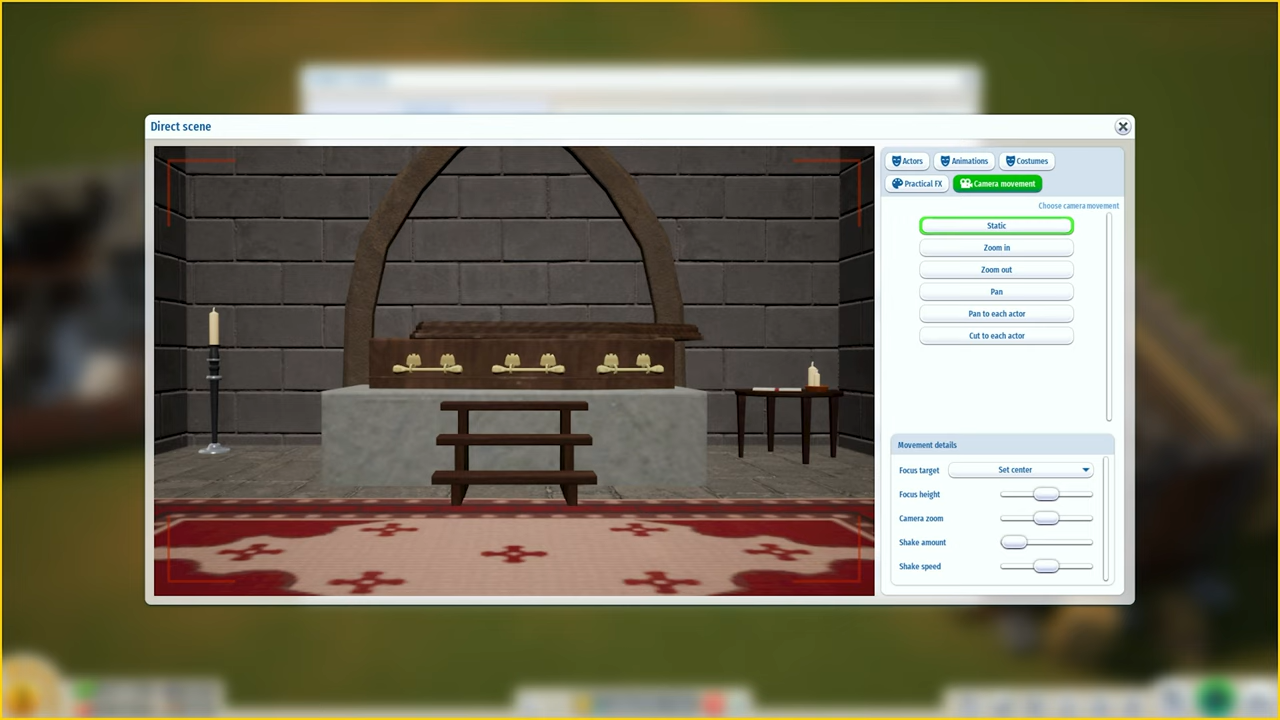 Direct scene
Actors
Animations
Costumes
Practical FX
Camera movement
Choose camera movement
Static
Zoom in
Zoom out
Pan
Pan to each actor
Cut to each actor
Movement details
Focus target
Set center
Focus height
Camera zoom
Shake amount
Shake speed